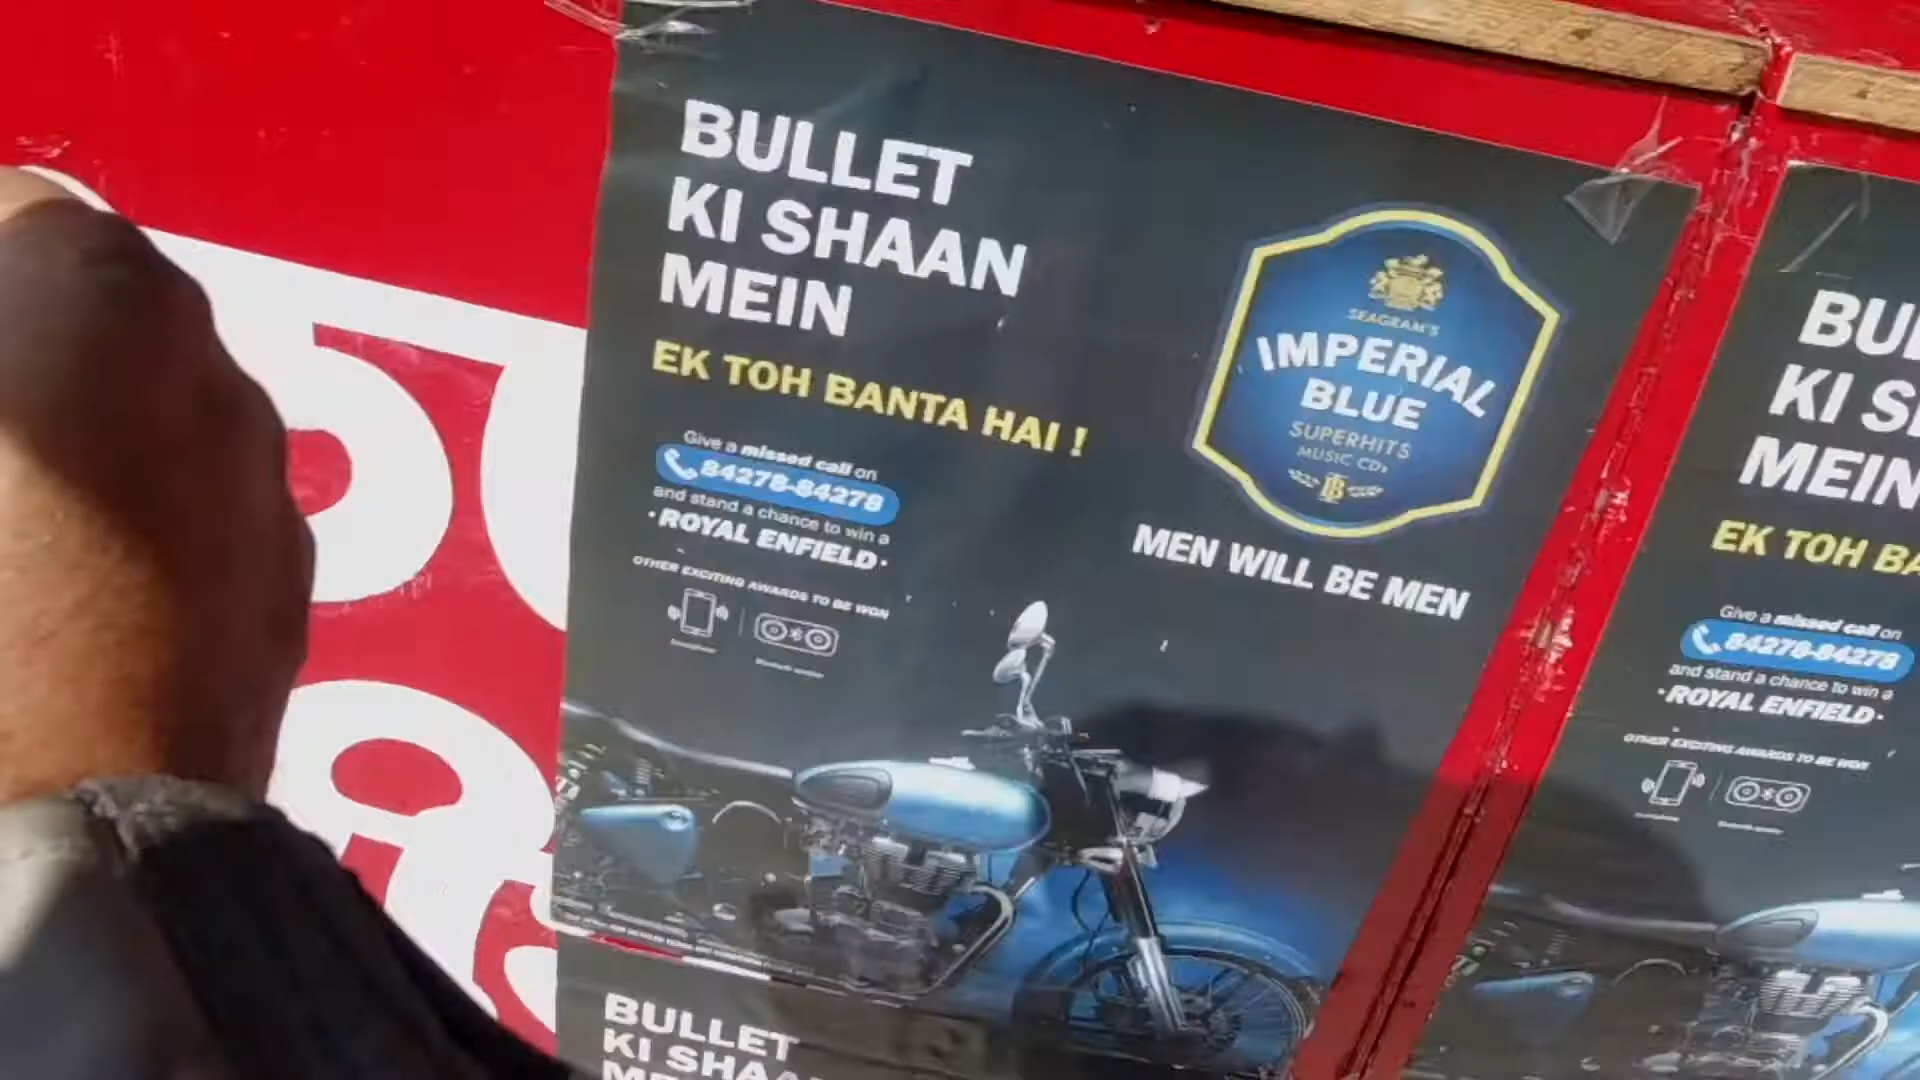 BULLET
KI SHAAN
MEIN
EK TOH BANTA HAI !
Give a missed call on
84278-84278
and stand a chance to win a
·ROYAL ENFIELD·
OTHER EXCITING AWARDS TO BE WON
Smartphone
Bluetooth speaker
SEAGRAM'S
IMPERIAL
BLUE
SUPERHITS
MUSIC CDs
MEN WILL BE MEN
BUL
KI S
MEIN
EK TOH BA
Give a missed call on
84278-84278
and stand a chance to win a
·ROYAL ENFIELD·
OTHER EXCITING AWARDS TO BE WON
BULLET
KI SHAA